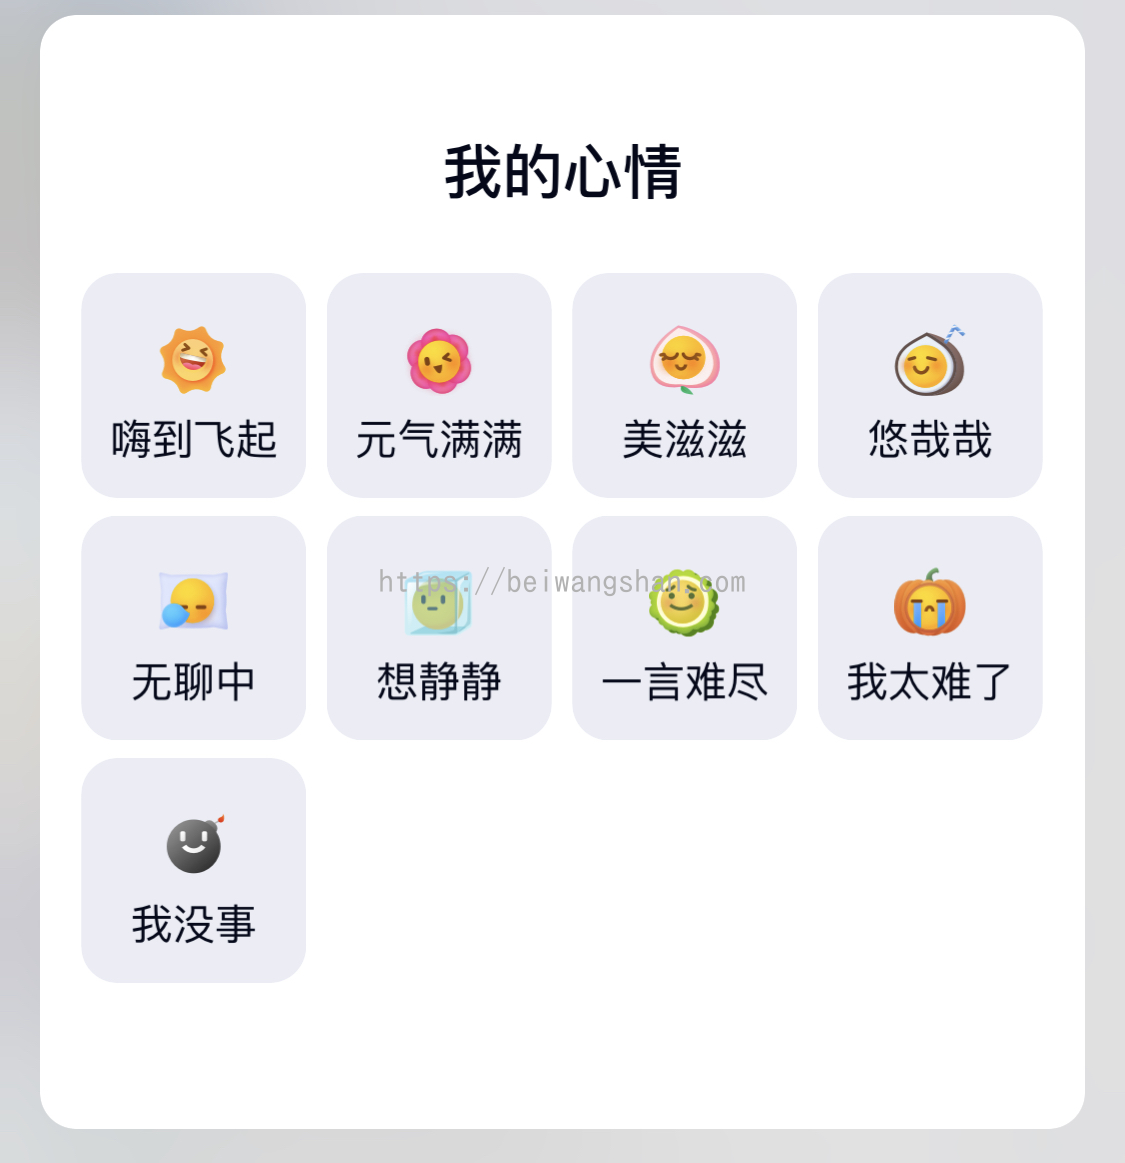 我的心情
嗨到飞起
元气满满
美滋滋
悠哉哉
https://beiwangshan.com
无聊中
想静静
一言难尽
我太难了
我没事